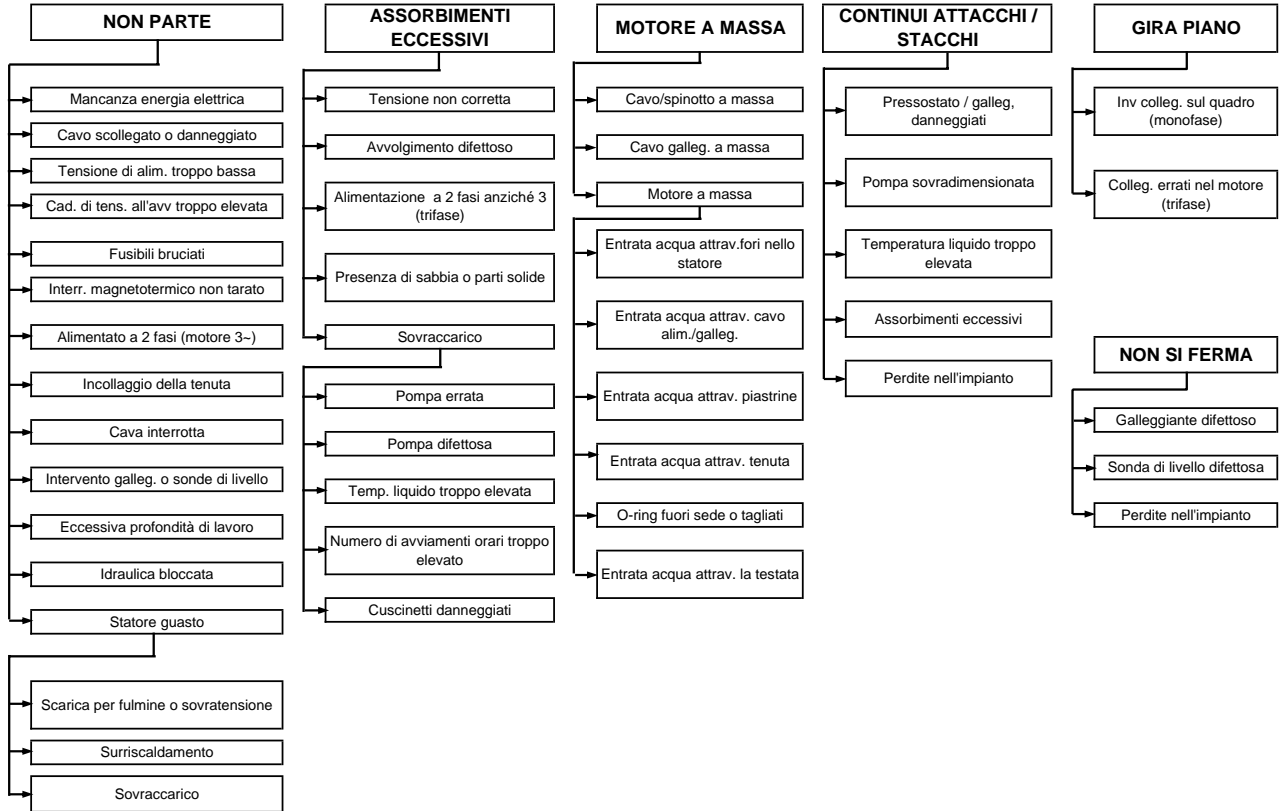 NON PARTE
Mancanza energia elettrica
Cavo scollegato o danneggiato
Tensione di alim. troppo bassa
Cad. di tens. all'avv troppo elevata
Fusibili bruciati
Interr. magnetotermico non tarato
Alimentato a 2 fasi (motore 3~)
Incollaggio della tenuta
Cava interrotta
Intervento galleg. o sonde di livello
Eccessiva profondità di lavoro
Idraulica bloccata
Statore guasto
Scarica per fulmine o sovratensione
Surriscaldamento
Sovraccarico
ASSORBIMENTI
ECCESSIVI
Tensione non corretta
Avvolgimento difettoso
Alimentazione a 2 fasi anziché 3
(trifase)
Presenza di sabbia o parti solide
Sovraccarico
Pompa errata
Pompa difettosa
Temp. liquido troppo elevata
Numero di avviamenti orari troppo
elevato
Cuscinetti danneggiati
MOTORE A MASSA
Cavo/spinotto a massa
Cavo galleg. a massa
Motore a massa
Entrata acqua attrav.fori nello
statore
Entrata acqua attrav. cavo
alim./galleg.
Entrata acqua attrav. piastrine
Entrata acqua attrav. tenuta
O-ring fuori sede o tagliati
Entrata acqua attrav. la testata
CONTINUI ATTACCHI /
STACCHI
Pressostato / galleg,
danneggiati
Pompa sovradimensionata
Temperatura liquido troppo
elevata
Assorbimenti eccessivi
Perdite nell'impianto
GIRA PIANO
Inv colleg. sul quadro
(monofase)
Colleg. errati nel motore
(trifase)
NON SI FERMA
Galleggiante difettoso
Sonda di livello difettosa
Perdite nell'impianto